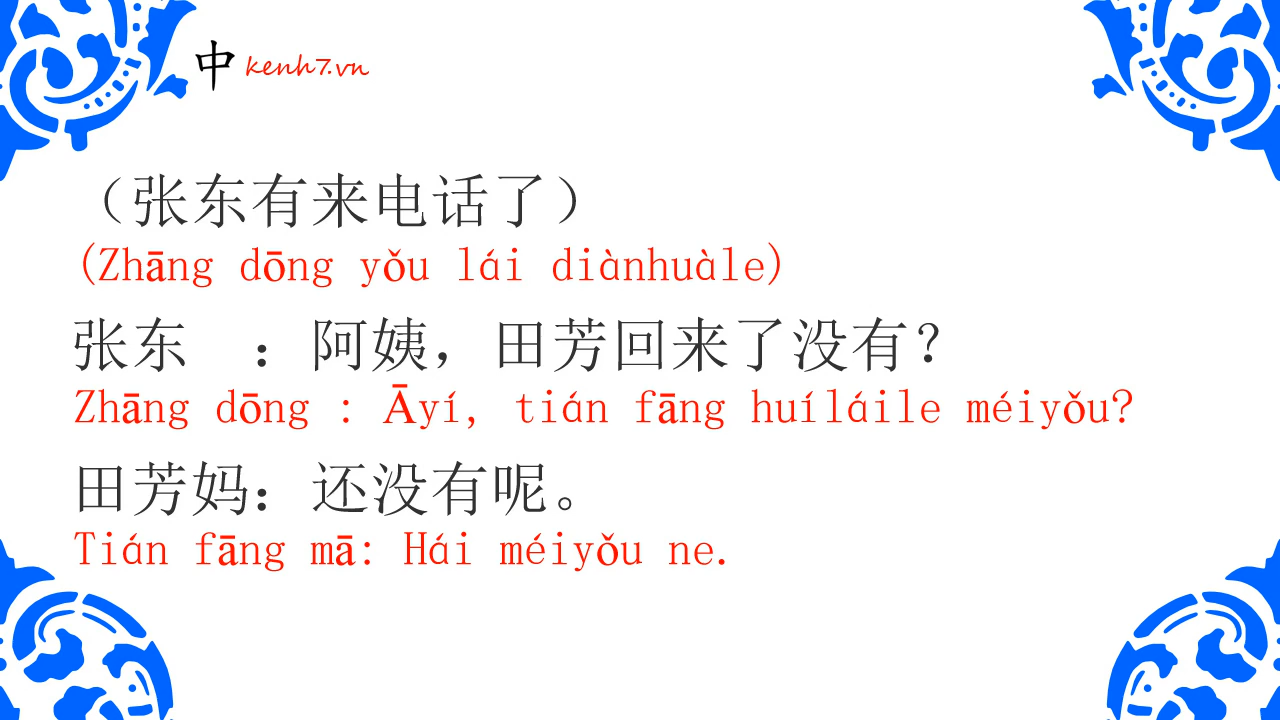 中 kenh7.vn
（张东有来电话了）
(Zhāng dōng yǒu lái diànhuàle)
张东 ：阿姨，田芳回来了没有？
Zhāng dōng : Āyí, tián fāng huíláile méiyǒu?
田芳妈：还没有呢。
Tián fāng mā: Hái méiyǒu ne.